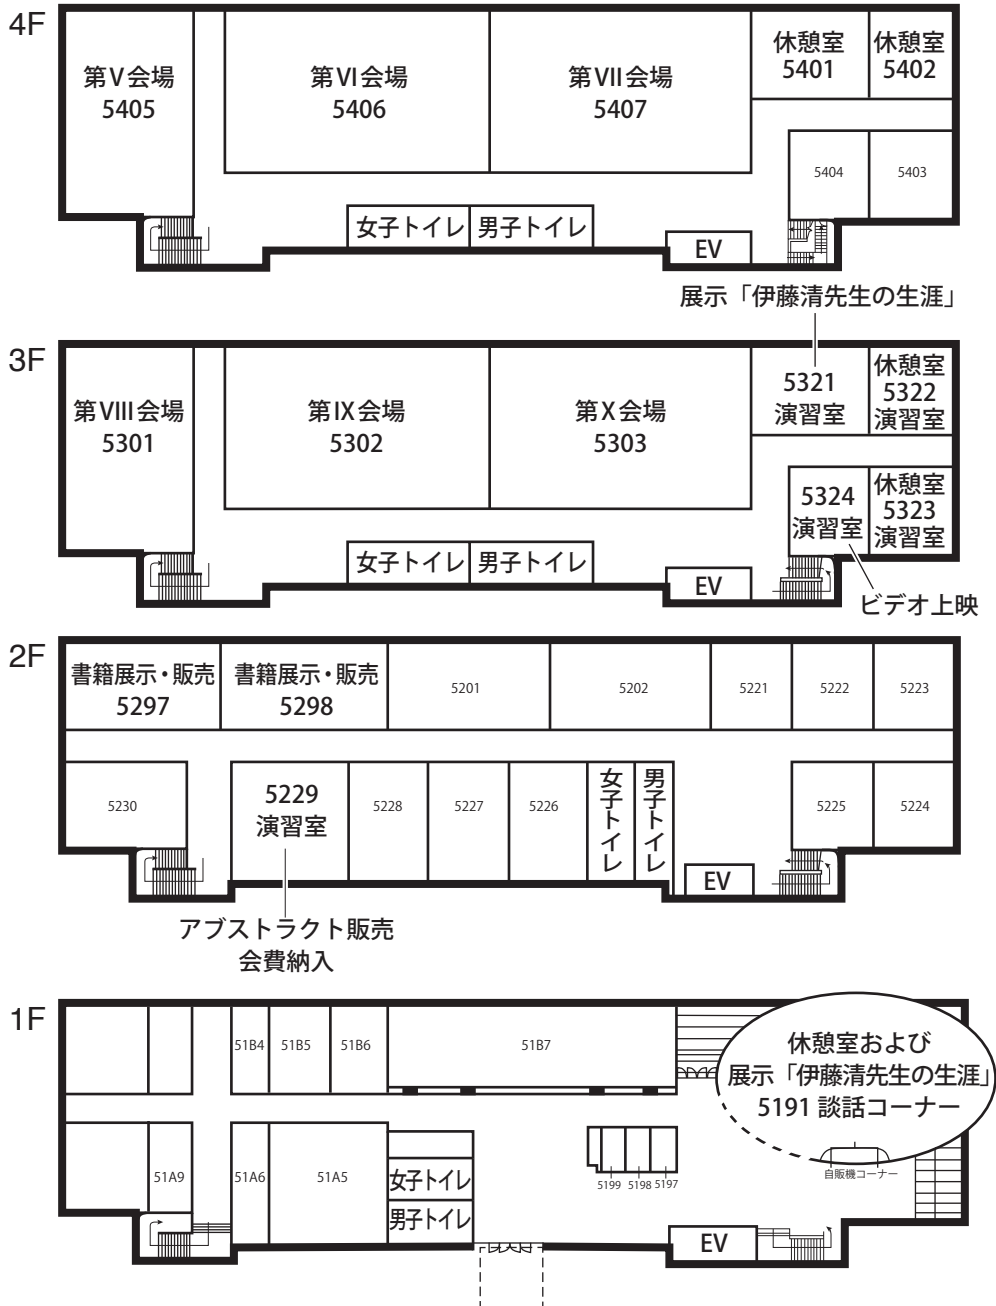 4F
第Ⅴ会場
5405
第Ⅵ会場
5406
第Ⅶ会場
5407
休憩室
5401
休憩室
5402
5404
5403
女子トイレ
男子トイレ
EV
展示「伊藤清先生の生涯」
3F
第Ⅷ会場
5301
第Ⅸ会場
5302
第Ⅹ会場
5303
5321
演習室
休憩室
5322
演習室
5324
演習室
休憩室
5323
演習室
女子トイレ
男子トイレ
EV
ビデオ上映
2F
書籍展示・販売
5297
書籍展示・販売
5298
5201
5202
5221
5222
5223
5230
5229
演習室
5228
5227
5226
女子トイレ
男子トイレ
5225
5224
EV
アブストラクト販売
会費納入
1F
51B4
51B5
51B6
51B7
休憩室および
展示「伊藤清先生の生涯」
5191 談話コーナー
自販機コーナー
51A9
51A6
51A5
女子トイレ
男子トイレ
5199
5198
5197
EV